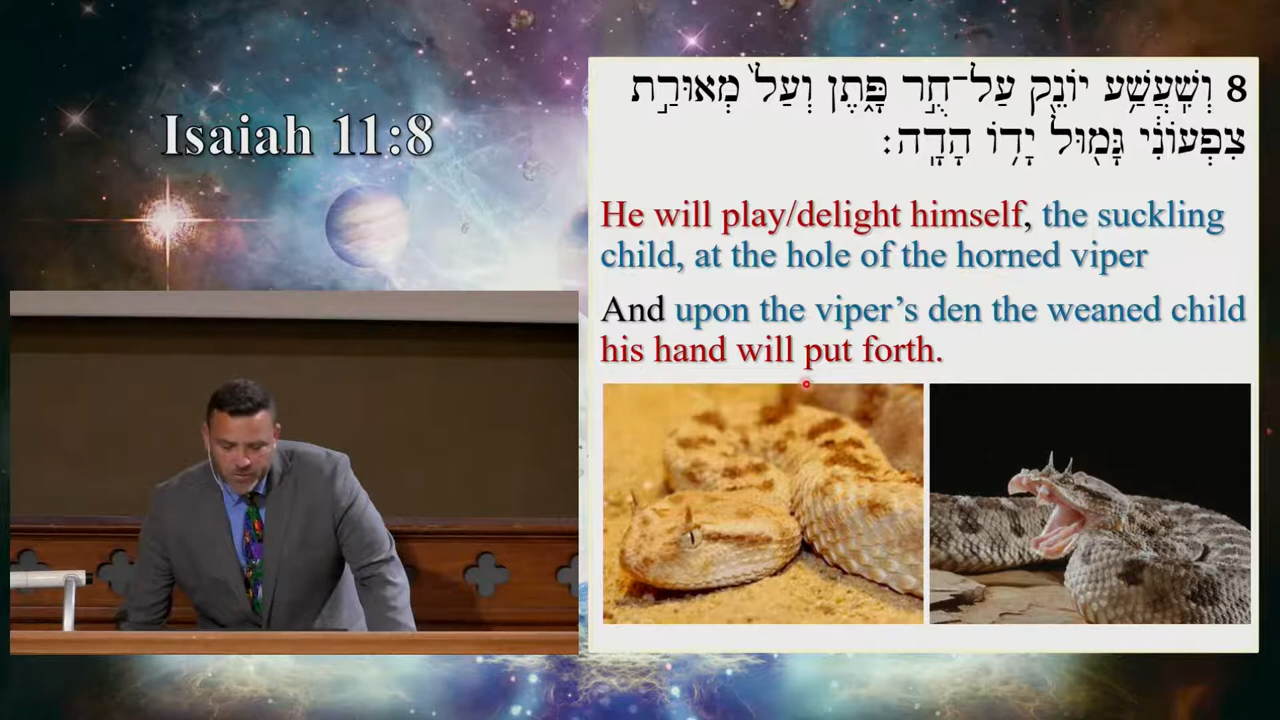 Isaiah 11:8
8 וְשִֽׁעֲשַׁ֥ע יוֹנֵ֖ק עַל־חֻ֣ר פָּ֑תֶן וְעַל֙ מְאוּרַ֣ת
צִפְעוֹנִ֔י גָּמ֖וּל יָד֥וֹ הָדָֽה׃
He will play/delight himself, the suckling
child, at the hole of the horned viper
And upon the viper’s den the weaned child
his hand will put forth.